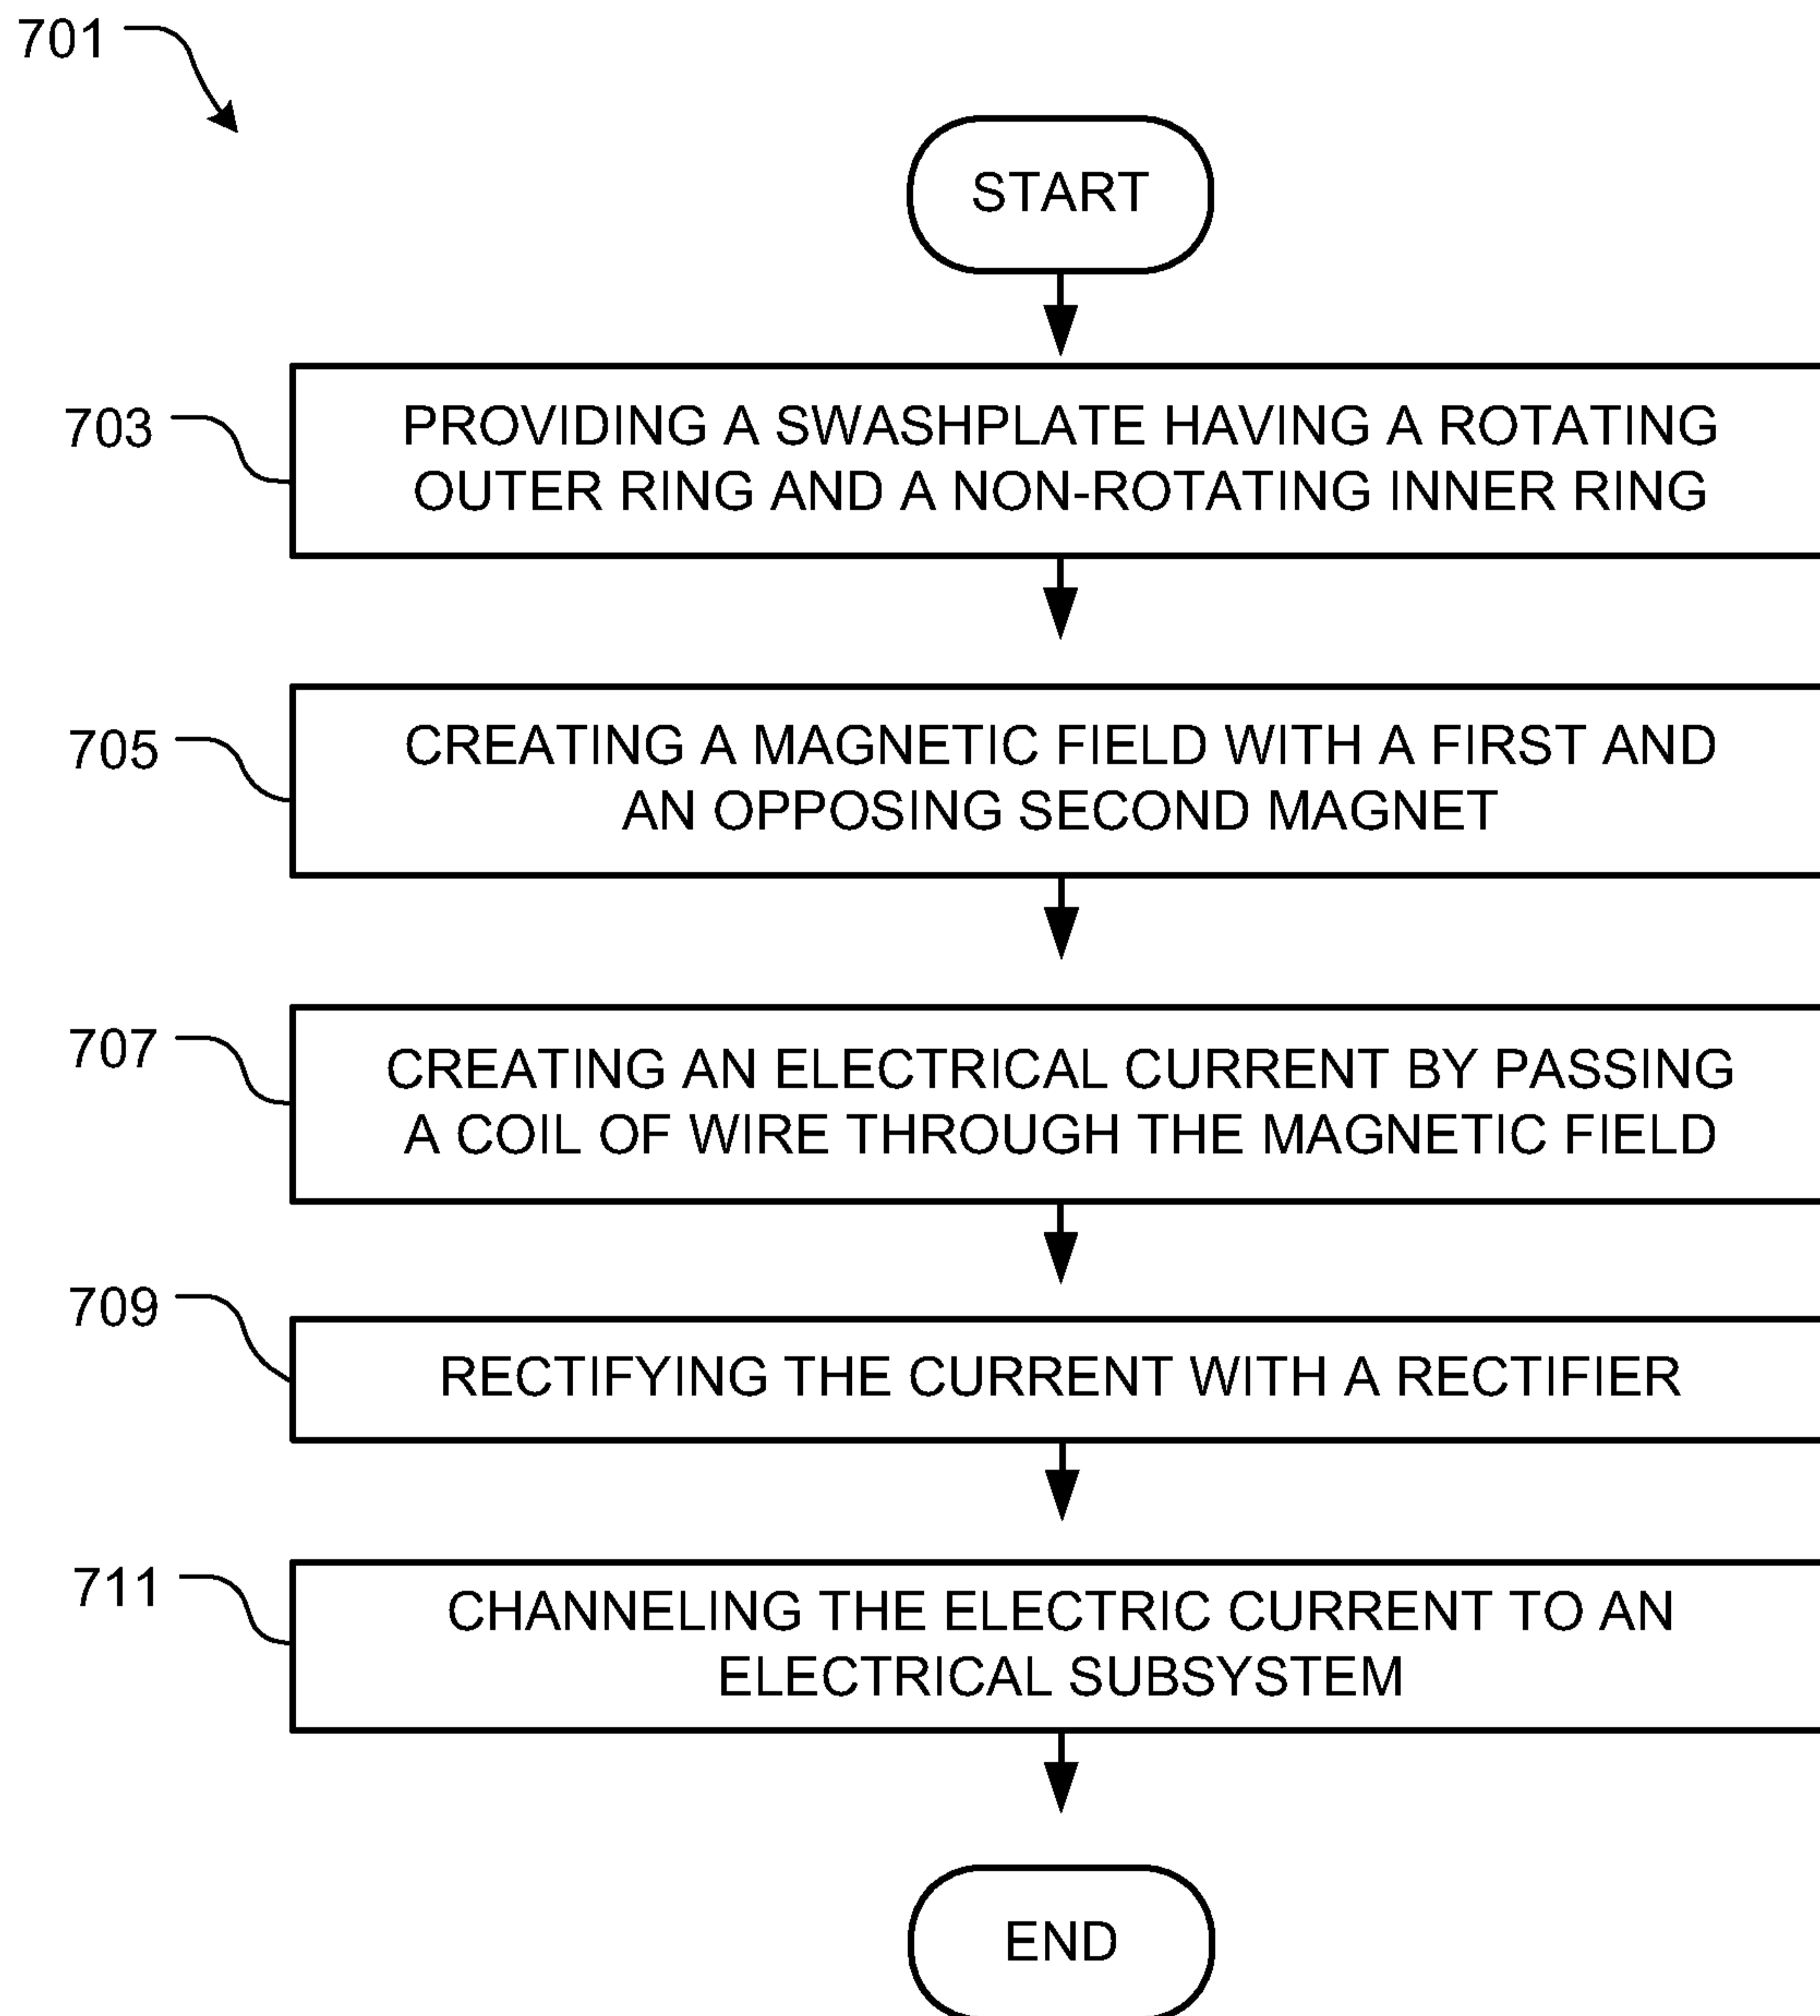 701
START
703
PROVIDING A SWASHPLATE HAVING A ROTATING
OUTER RING AND A NON-ROTATING INNER RING
705
CREATING A MAGNETIC FIELD WITH A FIRST AND
AN OPPOSING SECOND MAGNET
707
CREATING AN ELECTRICAL CURRENT BY PASSING
A COIL OF WIRE THROUGH THE MAGNETIC FIELD
709
RECTIFYING THE CURRENT WITH A RECTIFIER
711
CHANNELING THE ELECTRIC CURRENT TO AN
ELECTRICAL SUBSYSTEM
END